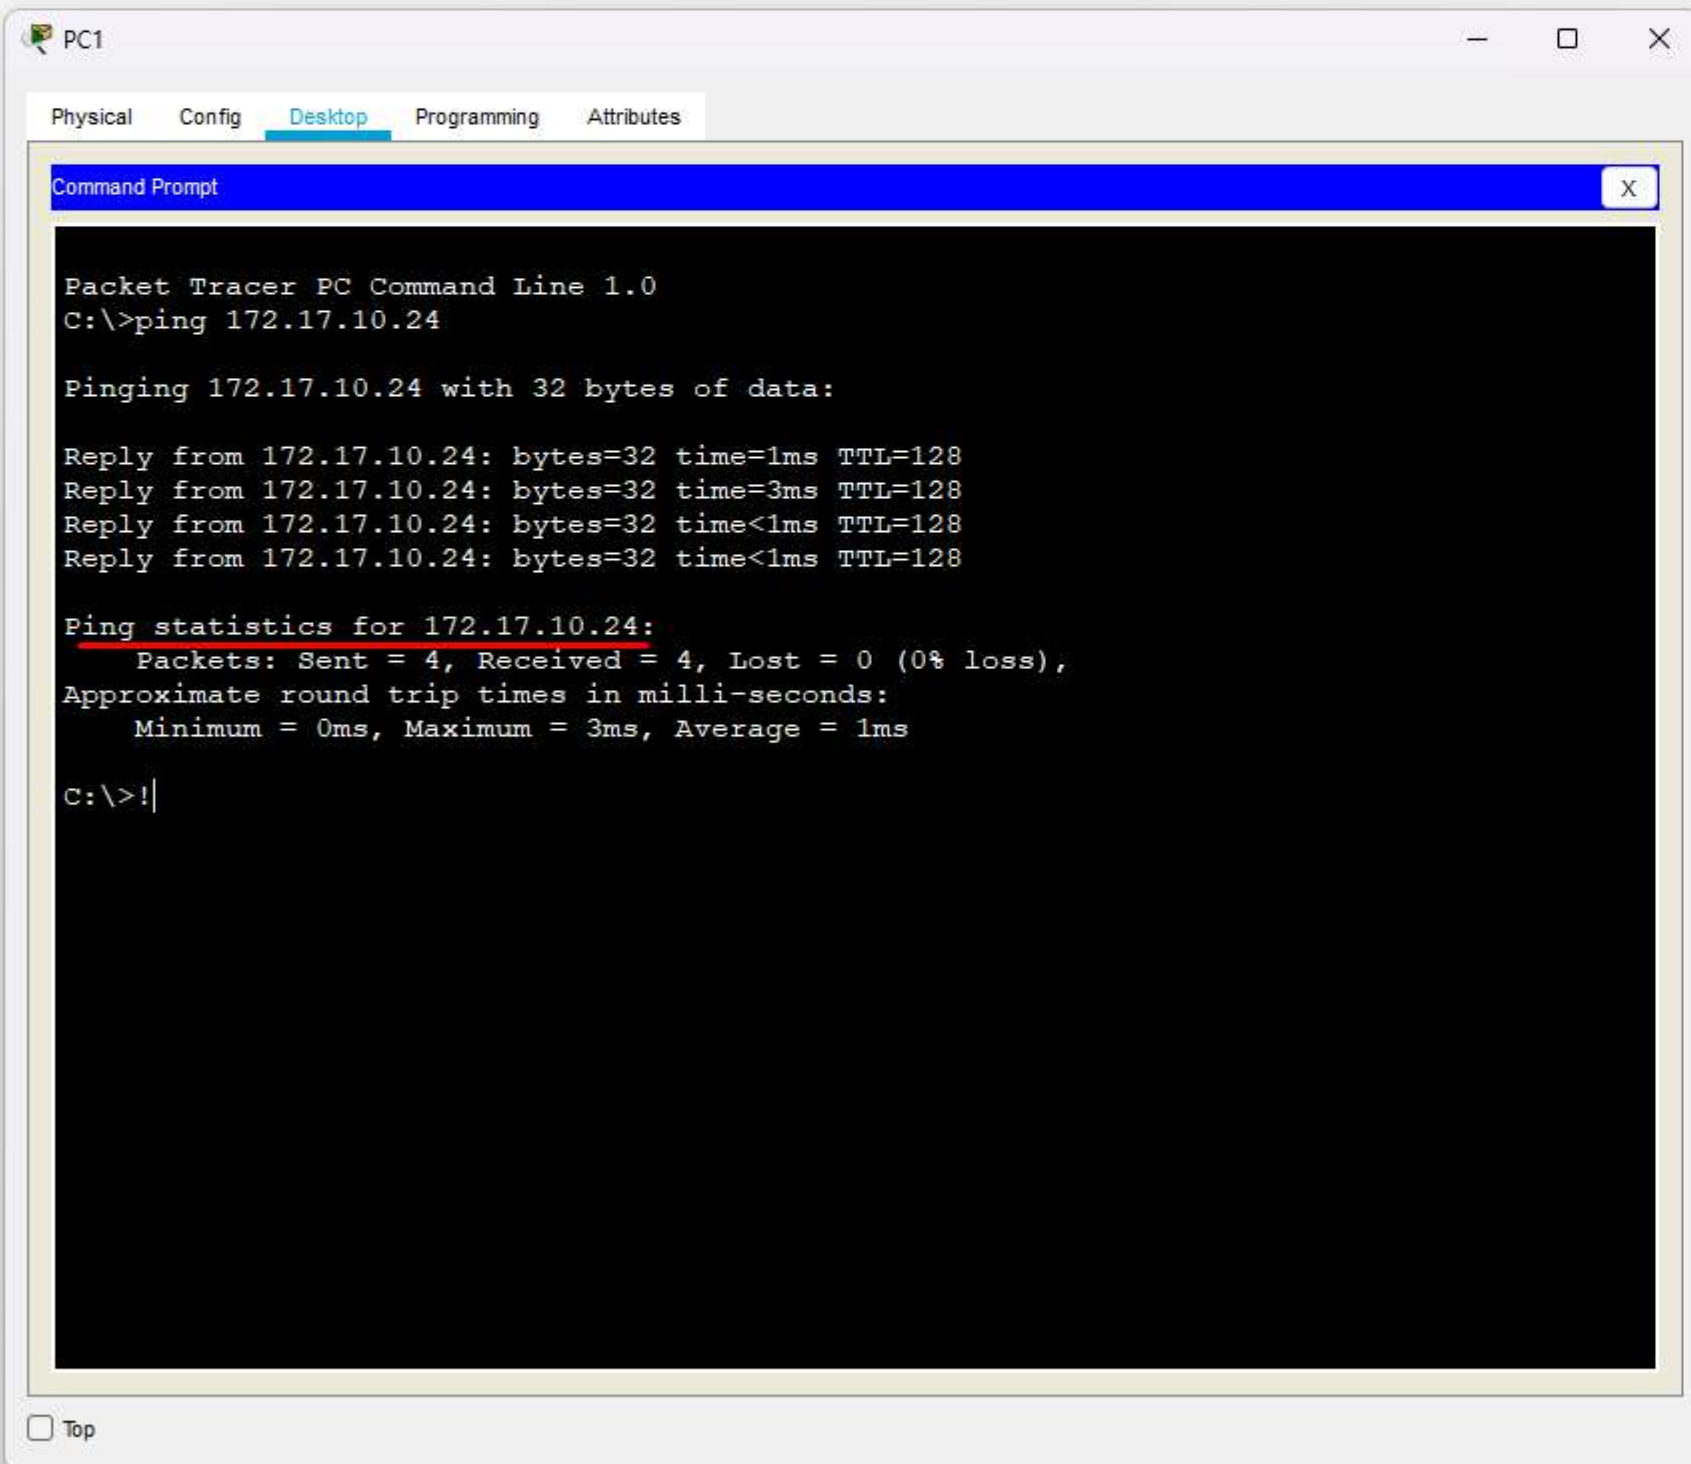 PC1
Physical Config Desktop Programming Attributes
Command Prompt X
Packet Tracer PC Command Line 1.0
C:\>ping 172.17.10.24
Pinging 172.17.10.24 with 32 bytes of data:
Reply from 172.17.10.24: bytes=32 time=1ms TTL=128
Reply from 172.17.10.24: bytes=32 time=3ms TTL=128
Reply from 172.17.10.24: bytes=32 time<1ms TTL=128
Reply from 172.17.10.24: bytes=32 time<1ms TTL=128
Ping statistics for 172.17.10.24:
Packets: Sent = 4, Received = 4, Lost = 0 (0% loss),
Approximate round trip times in milli-seconds:
Minimum = 0ms, Maximum = 3ms, Average = 1ms
C:\>!
Top